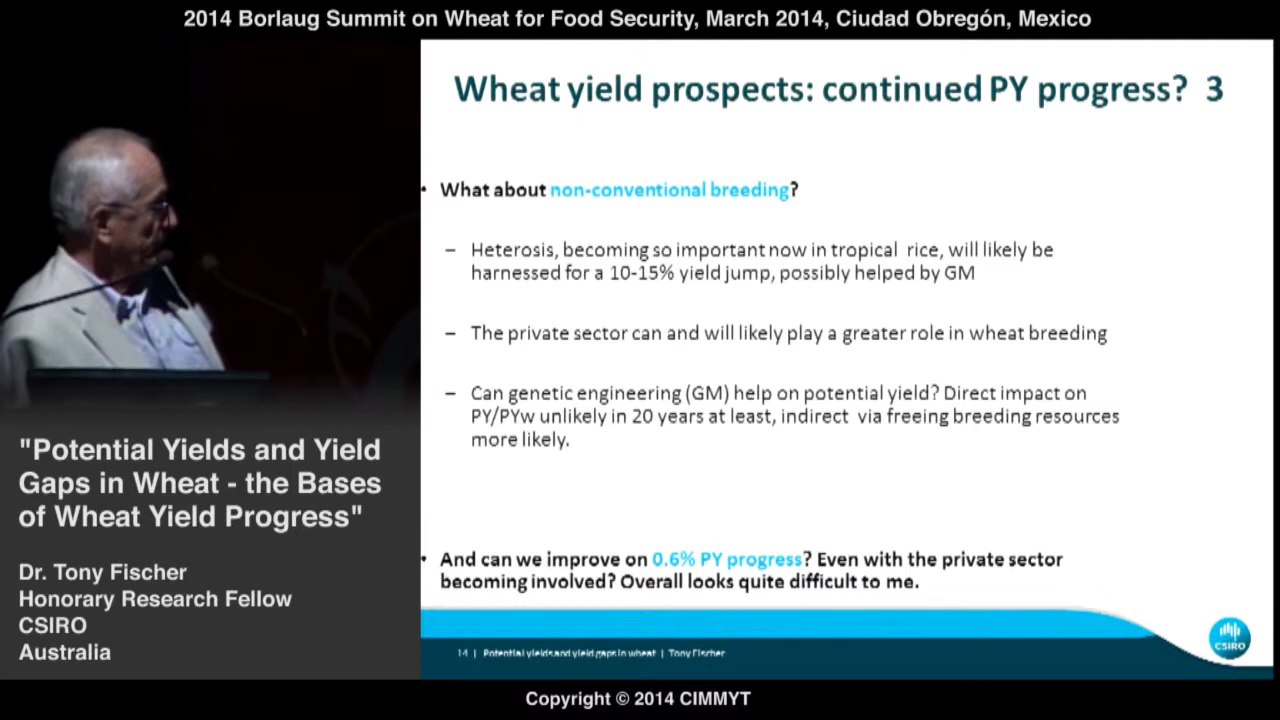 2014 Borlaug Summit on Wheat for Food Security, March 2014, Ciudad Obregón, Mexico
Wheat yield prospects: continued PY progress? 3
• What about non-conventional breeding?
– Heterosis, becoming so important now in tropical rice, will likely be
harnessed for a 10-15% yield jump, possibly helped by GM
– The private sector can and will likely play a greater role in wheat breeding
– Can genetic engineering (GM) help on potential yield? Direct impact on
PY/PYw unlikely in 20 years at least, indirect via freeing breeding resources
more likely.
• And can we improve on 0.6% PY progress? Even with the private sector
becoming involved? Overall looks quite difficult to me.
14 | Potential yields and yield gaps in wheat | Tony Fischer
CSIRO
"Potential Yields and Yield
Gaps in Wheat - the Bases
of Wheat Yield Progress"
Dr. Tony Fischer
Honorary Research Fellow
CSIRO
Australia
Copyright © 2014 CIMMYT